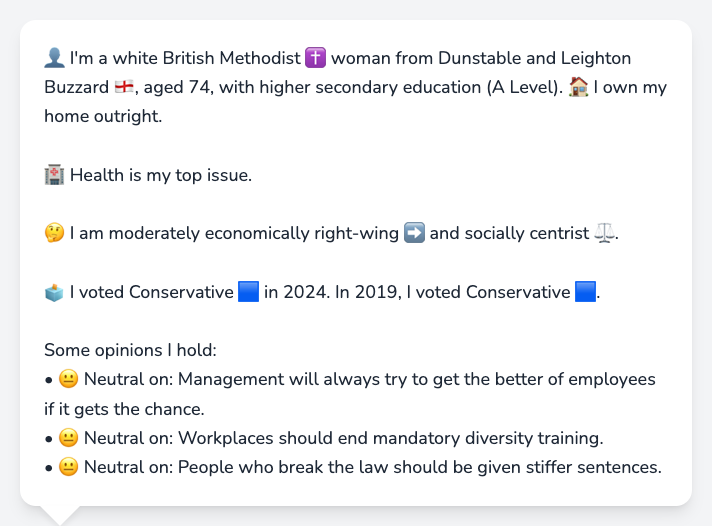 👤 I'm a white British Methodist ✝️ woman from Dunstable and Leighton
Buzzard 🏴󠁧󠁢󠁥󠁮󠁧󠁿, aged 74, with higher secondary education (A Level). 🏠 I own my
home outright.
🏥 Health is my top issue.
🤔 I am moderately economically right-wing ➡️ and socially centrist ⚖️.
🗳️ I voted Conservative 🟦 in 2024. In 2019, I voted Conservative 🟦.
Some opinions I hold:
• 😐 Neutral on: Management will always try to get the better of employees
if it gets the chance.
• 😐 Neutral on: Workplaces should end mandatory diversity training.
• 😐 Neutral on: People who break the law should be given stiffer sentences.